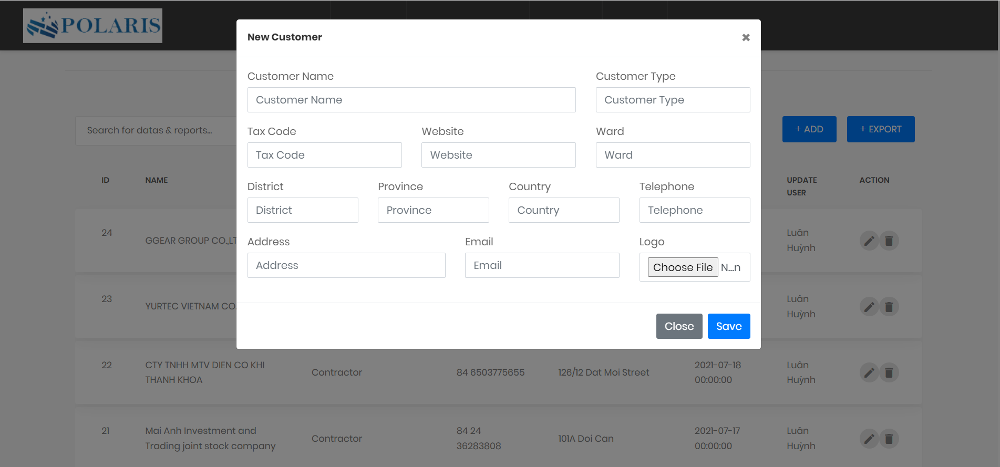 POLARIS
New Customer
×
Customer Name
Customer Type
Customer Name
Customer Type
Tax Code
Website
Ward
Tax Code
Website
Ward
District
Province
Country
Telephone
District
Province
Country
Telephone
Address
Email
Logo
Address
Email
Choose File N...n
Close
Save
Search for datas & reports...
+ ADD
+ EXPORT
ID
NAME
UPDATE
USER
ACTION
24
GGEAR GROUP CO.,LT
Luân
Huỳnh
23
YURTEC VIETNAM CO.
Luân
Huỳnh
22
CTY TNHH MTV DIEN CO KHI
THANH KHOA
Contractor
84 6503775655
126/12 Dat Moi Street
2021-07-18
00:00:00
Luân
Huỳnh
21
Mai Anh Investment and
Trading joint stock company
Contractor
84 24
36283808
101A Doi Can
2021-07-17
00:00:00
Luân
Huỳnh